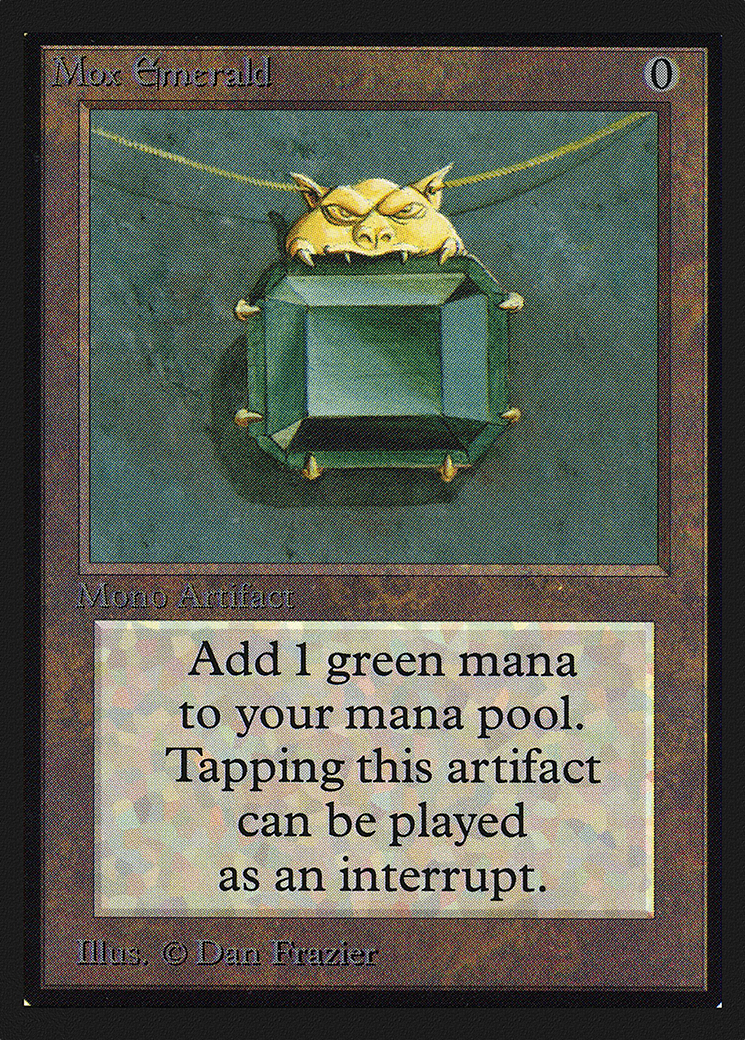 Mox Emerald 0
Mono Artifact
Add 1 green mana
to your mana pool.
Tapping this artifact
can be played
as an interrupt.
Illus. © Dan Frazier